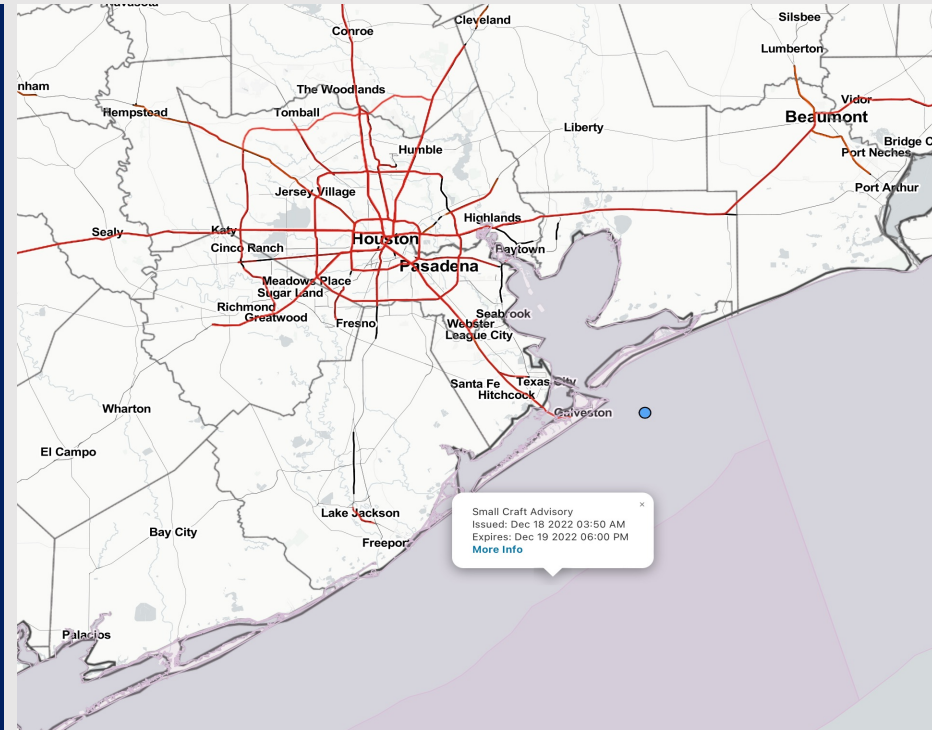 Navasota
Cleveland
Silsbee
Conroe
Lumberton
nham
The Woodlands
Hempstead
Tomball
Vidor
Beaumont
Liberty
Bridge C
Humble
Port Neches
Port Arthur
Jersey Village
Highlands
Sealy
Katy
Houston
Cinco Ranch
Baytown
Pasadena
Meadows Place
Sugar Land
Richmond
Greatwood
Seabrook
Fresno
Webster
League City
Santa Fe
Texas City
Hitchcock
Wharton
Galveston
El Campo
×
Small Craft Advisory
Lake Jackson
Issued: Dec 18 2022 03:50 AM
Bay City
Expires: Dec 19 2022 06:00 PM
Freepor
More Info
Palacios